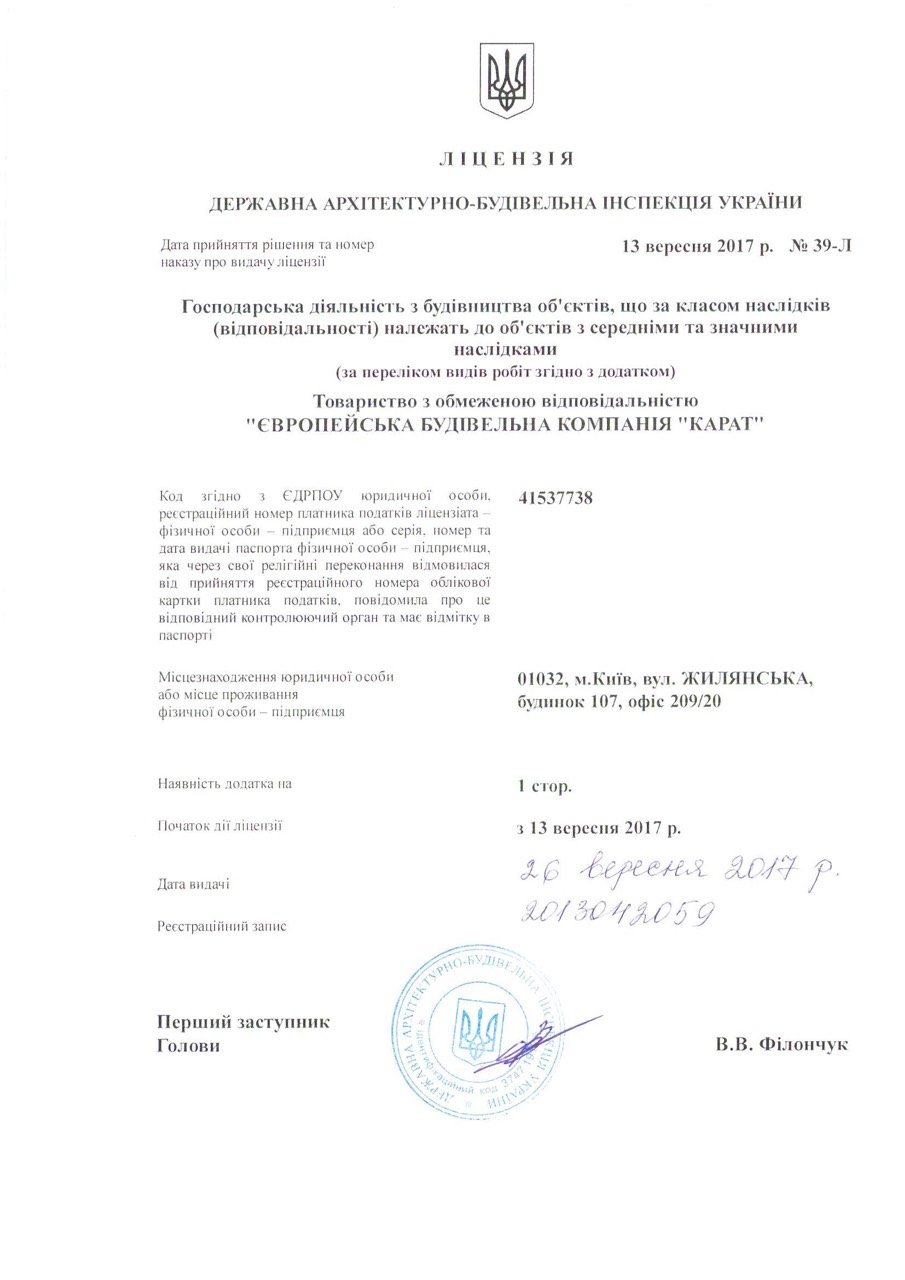 ЛІЦЕНЗІЯ
ДЕРЖАВНА АРХІТЕКТУРНО-БУДІВЕЛЬНА ІНСПЕКЦІЯ УКРАЇНИ
Дата прийняття рішення та номер
наказу про видачу ліцензії
13 вересня 2017 р. № 39-Л
Господарська діяльність з будівництва об'єктів, що за класом наслідків
(відповідальності) належать до об'єктів з середніми та значними
наслідками
(за переліком видів робіт згідно з додатком)
Товариство з обмеженою відповідальністю
"ЄВРОПЕЙСЬКА БУДІВЕЛЬНА КОМПАНІЯ "КАРАТ"
Код згідно з ЄДРПОУ юридичної особи,
реєстраційний номер платника податків ліцензіата –
фізичної особи – підприємця або серія, номер та
дата видачі паспорта фізичної особи – підприємця,
яка через свої релігійні переконання відмовилася
від прийняття реєстраційного номера облікової
картки платника податків, повідомила про це
відповідний контролюючий орган та має відмітку в
паспорті
41537738
Місцезнаходження юридичної особи
або місце проживання
фізичної особи – підприємця
01032, м.Київ, вул. ЖИЛЯНСЬКА,
будинок 107, офіс 209/20
Наявність додатка на
1 стор.
Початок дії ліцензії
з 13 вересня 2017 р.
Дата видачі
26 вересня 2017 р.
Реєстраційний запис
2013042059
Перший заступник
Голови
ДЕРЖАВНА АРХІТЕКТУРНО-БУДІВЕЛЬНА ІНСПЕКЦІЯ УКРАЇНИ
Ідентифікаційний код
В.В. Філончук